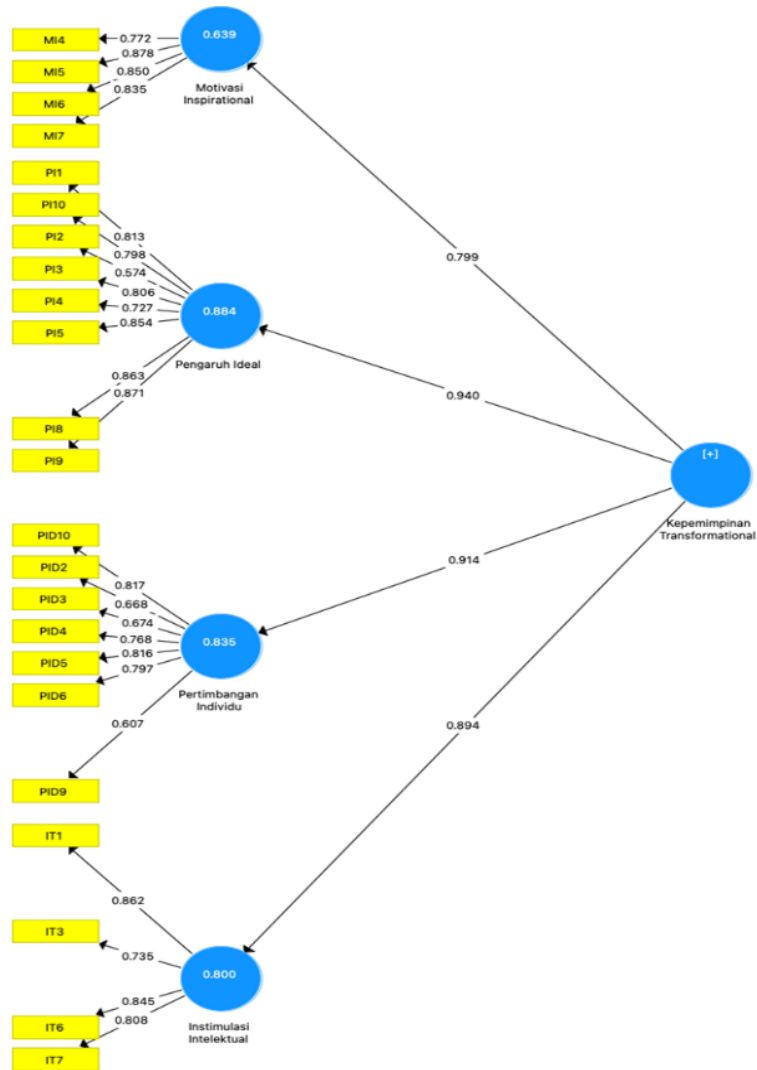 MI4
0.772
0.639
MI5
0.878
MI6
0.850
0.835
MI7
Motivasi
Inspirational
PI1
PI10
PI2
0.813
0.798
PI3
0.574
0.806
PI4
0.727
0.884
PI5
0.854
Pengaruh Ideal
0.863
0.871
PI8
PI9
0.799
0.940
[+]
Kepemimpinan
Transformational
0.914
0.894
PID10
PID2
0.817
PID3
0.668
0.674
PID4
0.768
0.835
PID5
0.816
0.797
PID6
Pertimbangan
Individu
0.607
PID9
IT1
0.862
IT3
0.735
0.800
0.845
IT6
0.808
IT7
Instimulasi
Intelektual